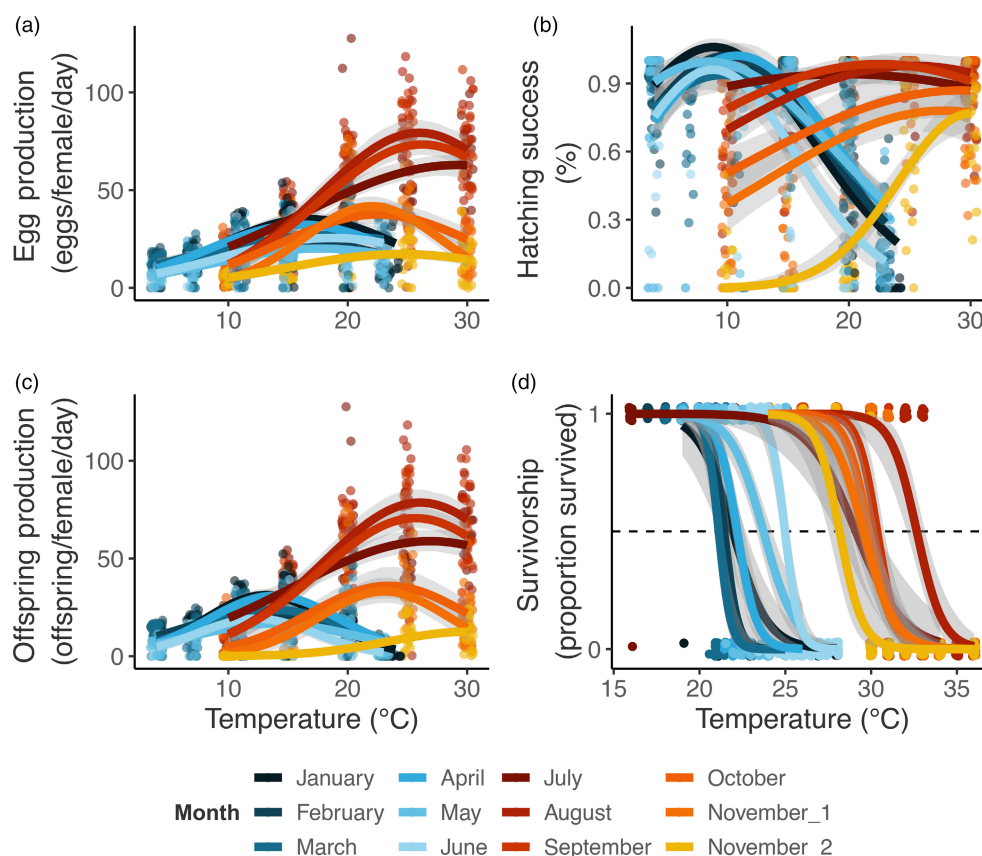 (a)
Egg production
(eggs/female/day)
100
50
0
10
20
30
(b)
Hatching success
(%)
0.9
0.6
0.3
0.0
10
20
30
(c)
Offspring production
(offspring/female/day)
100
50
0
10
20
30
Temperature (°C)
(d)
Survivorship
(proportion survived)
1
0
15
20
25
30
35
Temperature (°C)
Month
January
April
July
October
February
May
August
November_1
March
June
September
November_2